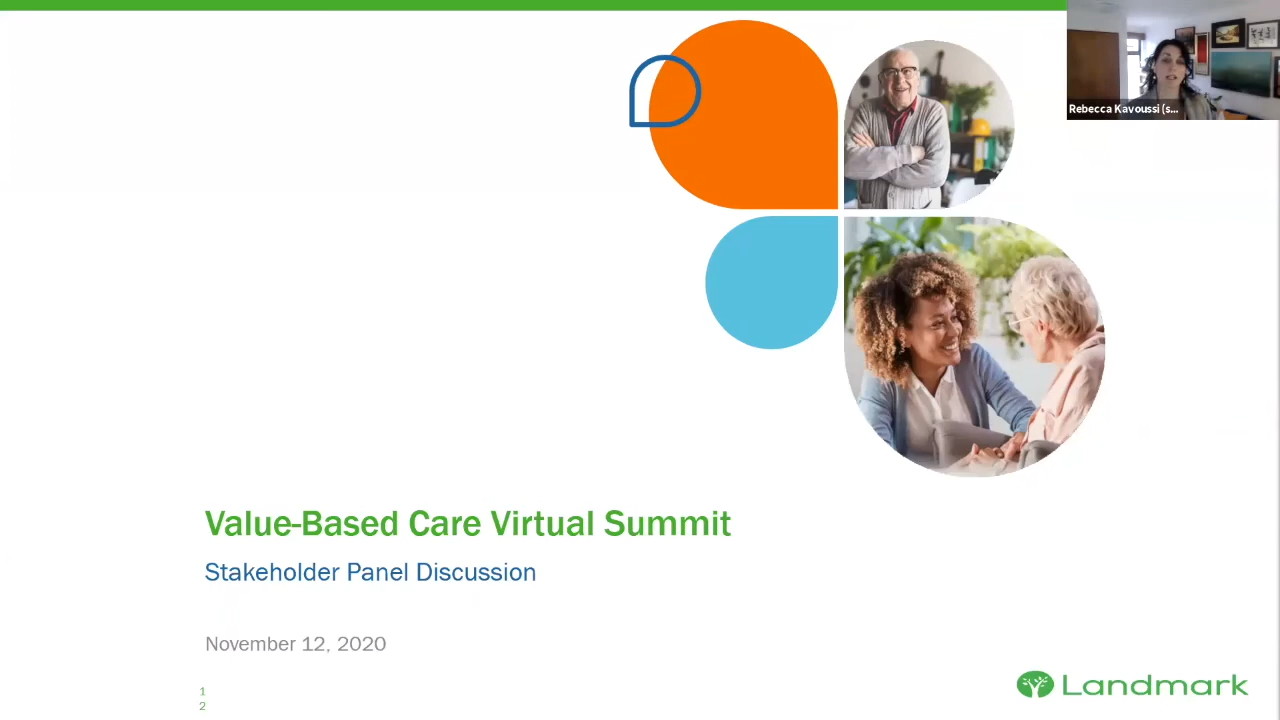 Rebecca Kavoussi (s...
Value-Based Care Virtual Summit
Stakeholder Panel Discussion
November 12, 2020
1
2
Landmark